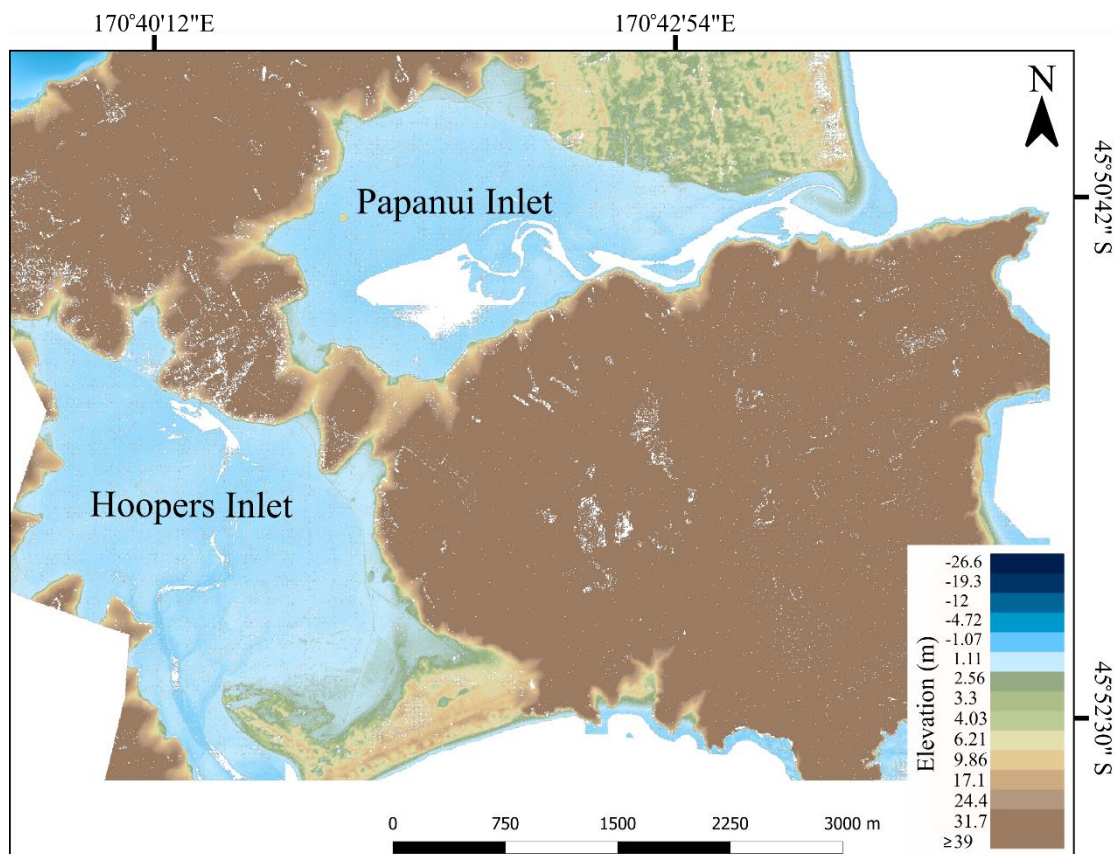 170°40'12"E
170°42'54"E
N
45°50'42" S
Papanui Inlet
Hoopers Inlet
Elevation (m)
-26.6
-19.3
-12
-4.72
-1.07
1.11
2.56
3.3
4.03
6.21
9.86
17.1
24.4
31.7
≥39
45°52'30" S
0 750 1500 2250 3000 m